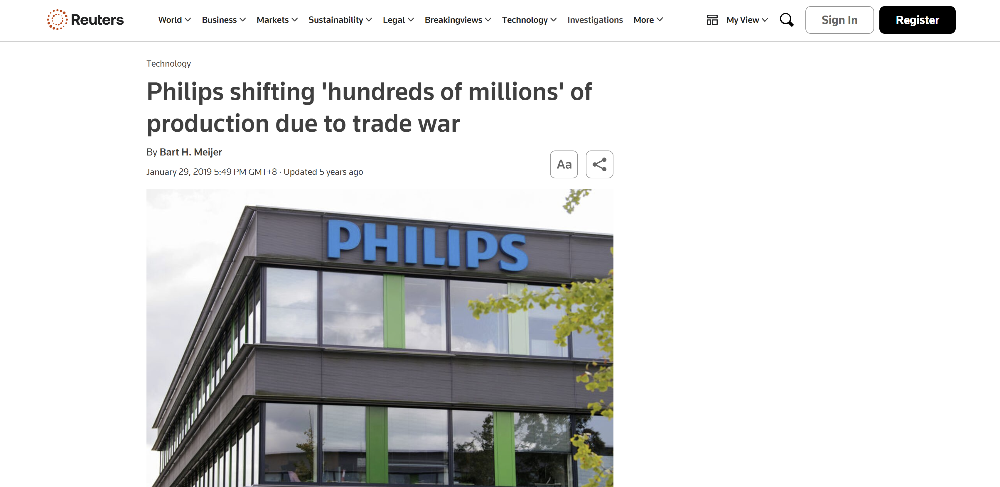 Reuters
World
Business
Markets
Sustainability
Legal
Breakingviews
Technology
Investigations
More
My View
Sign In
Register
Technology
Philips shifting 'hundreds of millions' of
production due to trade war
By Bart H. Meijer
January 29, 2019 5:49 PM GMT+8 · Updated 5 years ago
Aa
PHILIPS